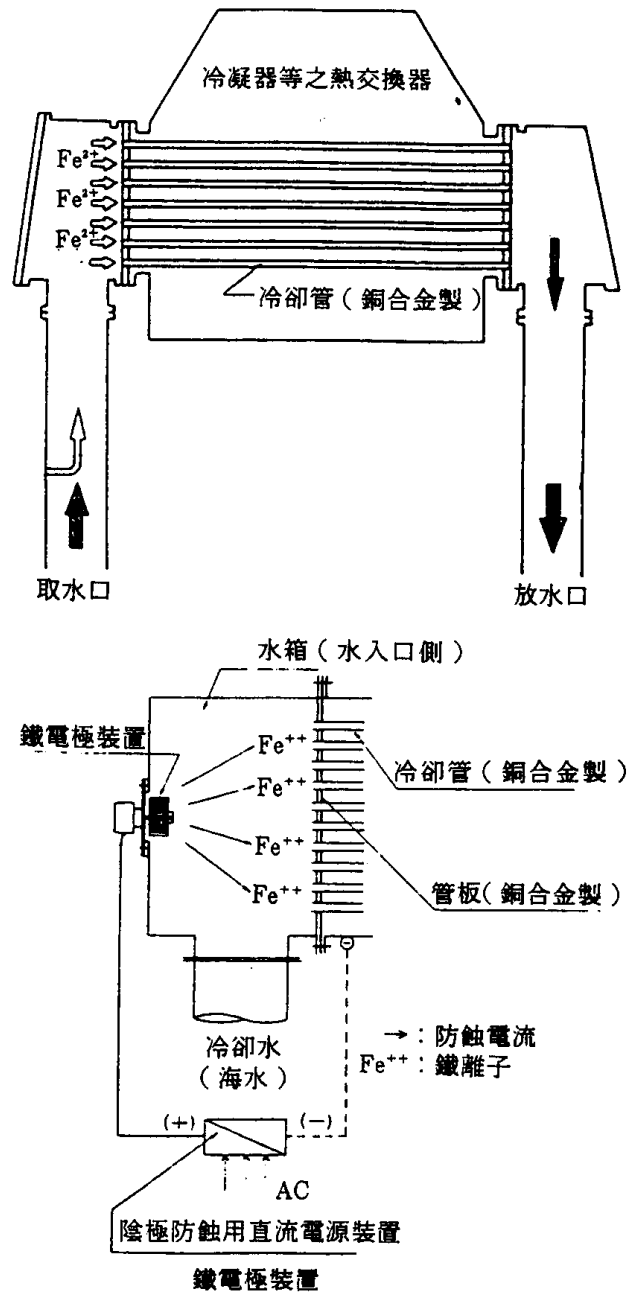 冷凝器等之熱交換器
Fe²⁺
Fe²⁺
Fe²⁺
冷卻管（銅合金製）
取水口
放水口
水箱（水入口側）
鐵電極裝置
Fe⁺⁺
Fe⁺⁺
Fe⁺⁺
Fe⁺⁺
冷卻管（銅合金製）
管板（銅合金製）
冷卻水
（海水）
→：防蝕電流
Fe⁺⁺：鐵離子
(+)
(−)
AC
陰極防蝕用直流電源裝置
鐵電極裝置